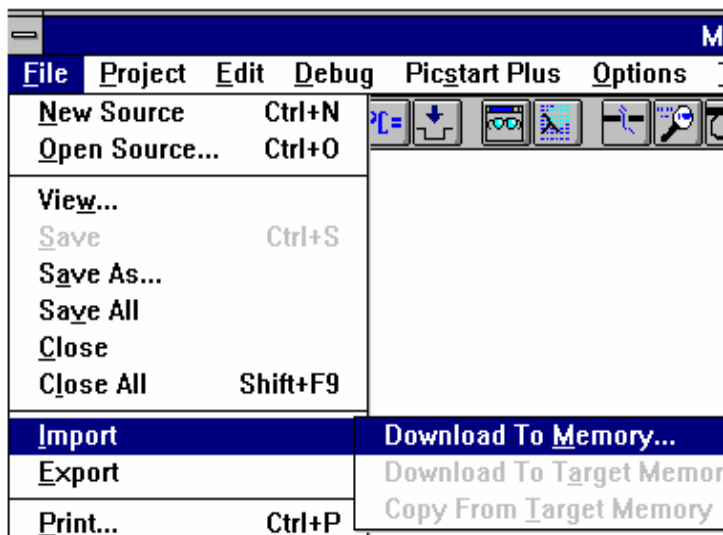 M
File Project Edit Debug Picstart Plus Options
New Source Ctrl+N
PC=
Open Source... Ctrl+O
View...
Save Ctrl+S
Save As...
Save All
Close
Close All Shift+F9
Import Download To Memory...
Export Download To Target Memor
Copy From Target Memory
Print... Ctrl+P